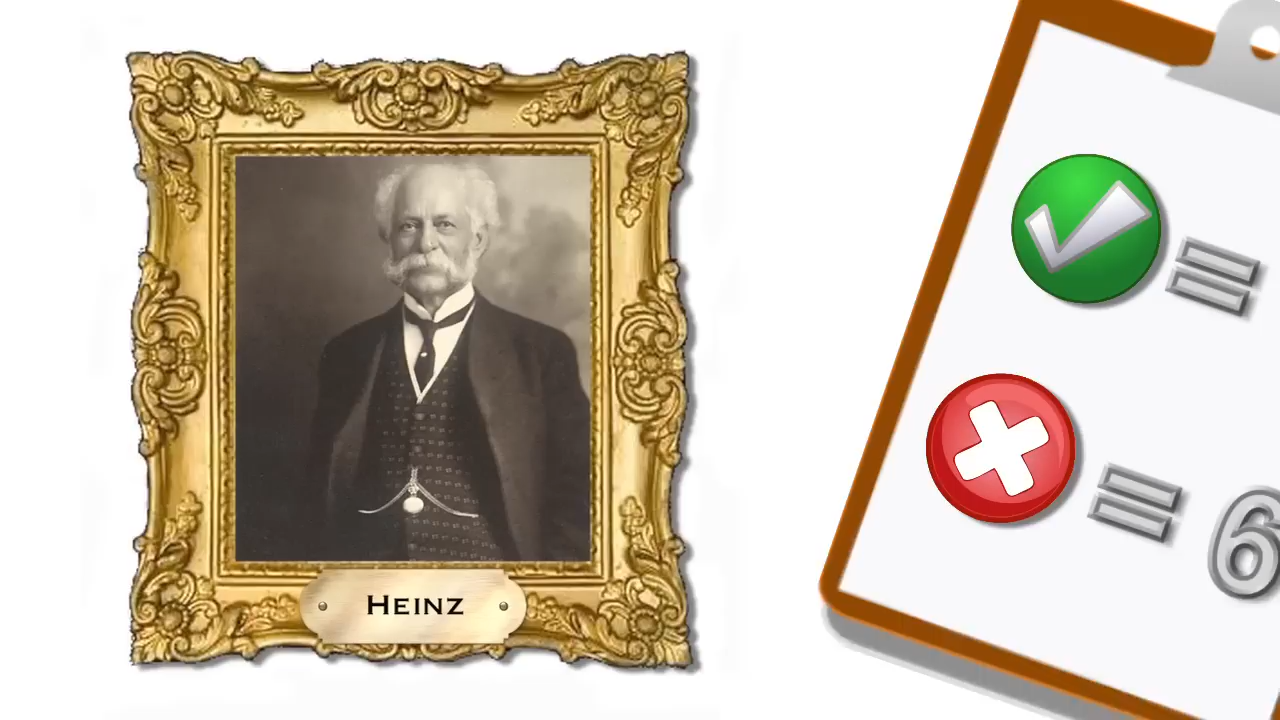 HEINZ
=
= 6